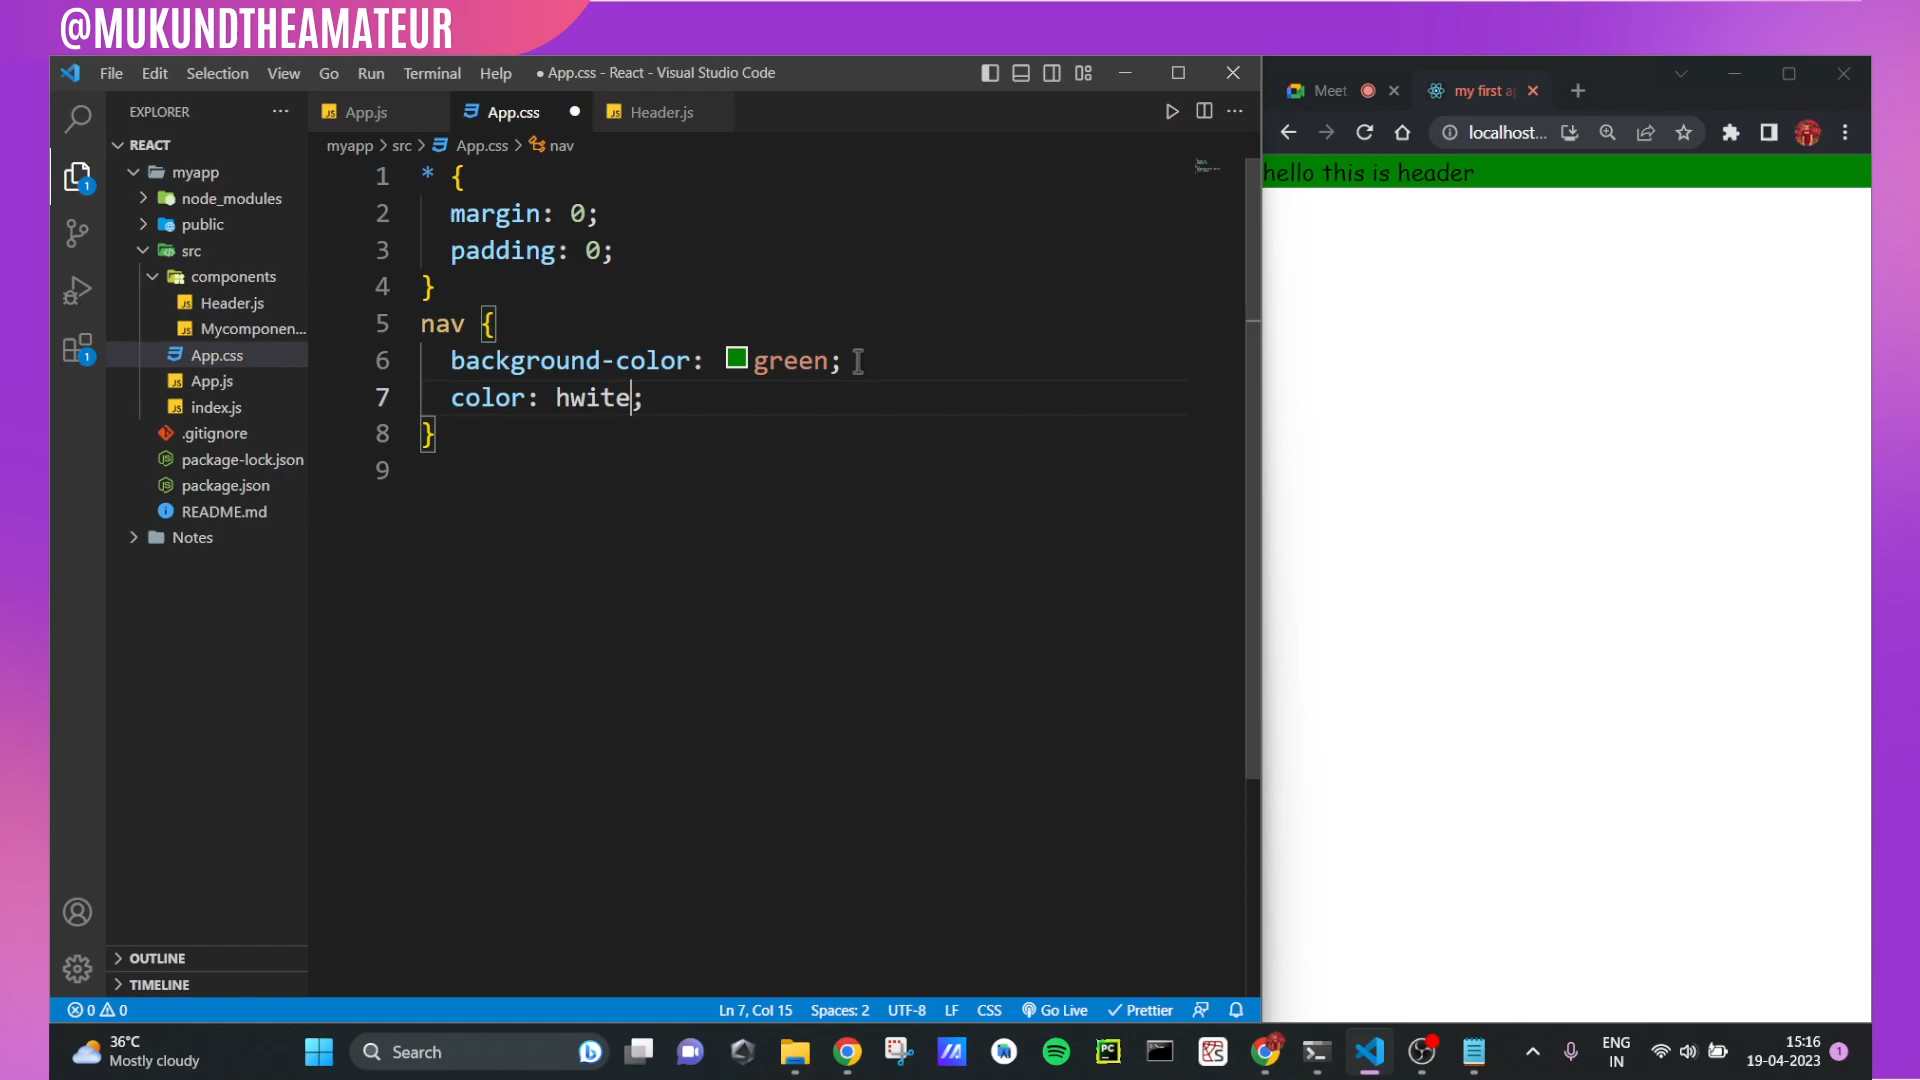 @MUKUNDTHEAMATEUR
File Edit Selection View Go Run Terminal Help ● App.css - React - Visual Studio Code
Meet my first a
EXPLORER ··· App.js App.css ● Header.js
localhost...
REACT
myapp > src > App.css > nav
myapp
node_modules
public
src
components
Header.js
Mycomponen...
App.css
App.js
index.js
.gitignore
package-lock.json
package.json
README.md
Notes
1 * {
2 margin: 0;
3 padding: 0;
4 }
5 nav {
6 background-color: green;
7 color: hwite;
8 }
9
hello this is header
1
1
OUTLINE
TIMELINE
0 0 Ln 7, Col 15 Spaces: 2 UTF-8 LF CSS Go Live Prettier
36°C
Mostly cloudy
Search
PC
ENG
IN
15:16
19-04-2023
1